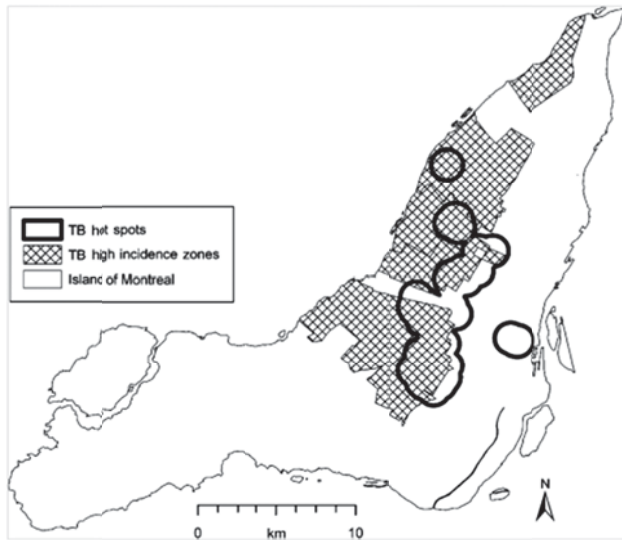 TB hot spots
TB high incidence zones
Island of Montreal
N
0 10
km